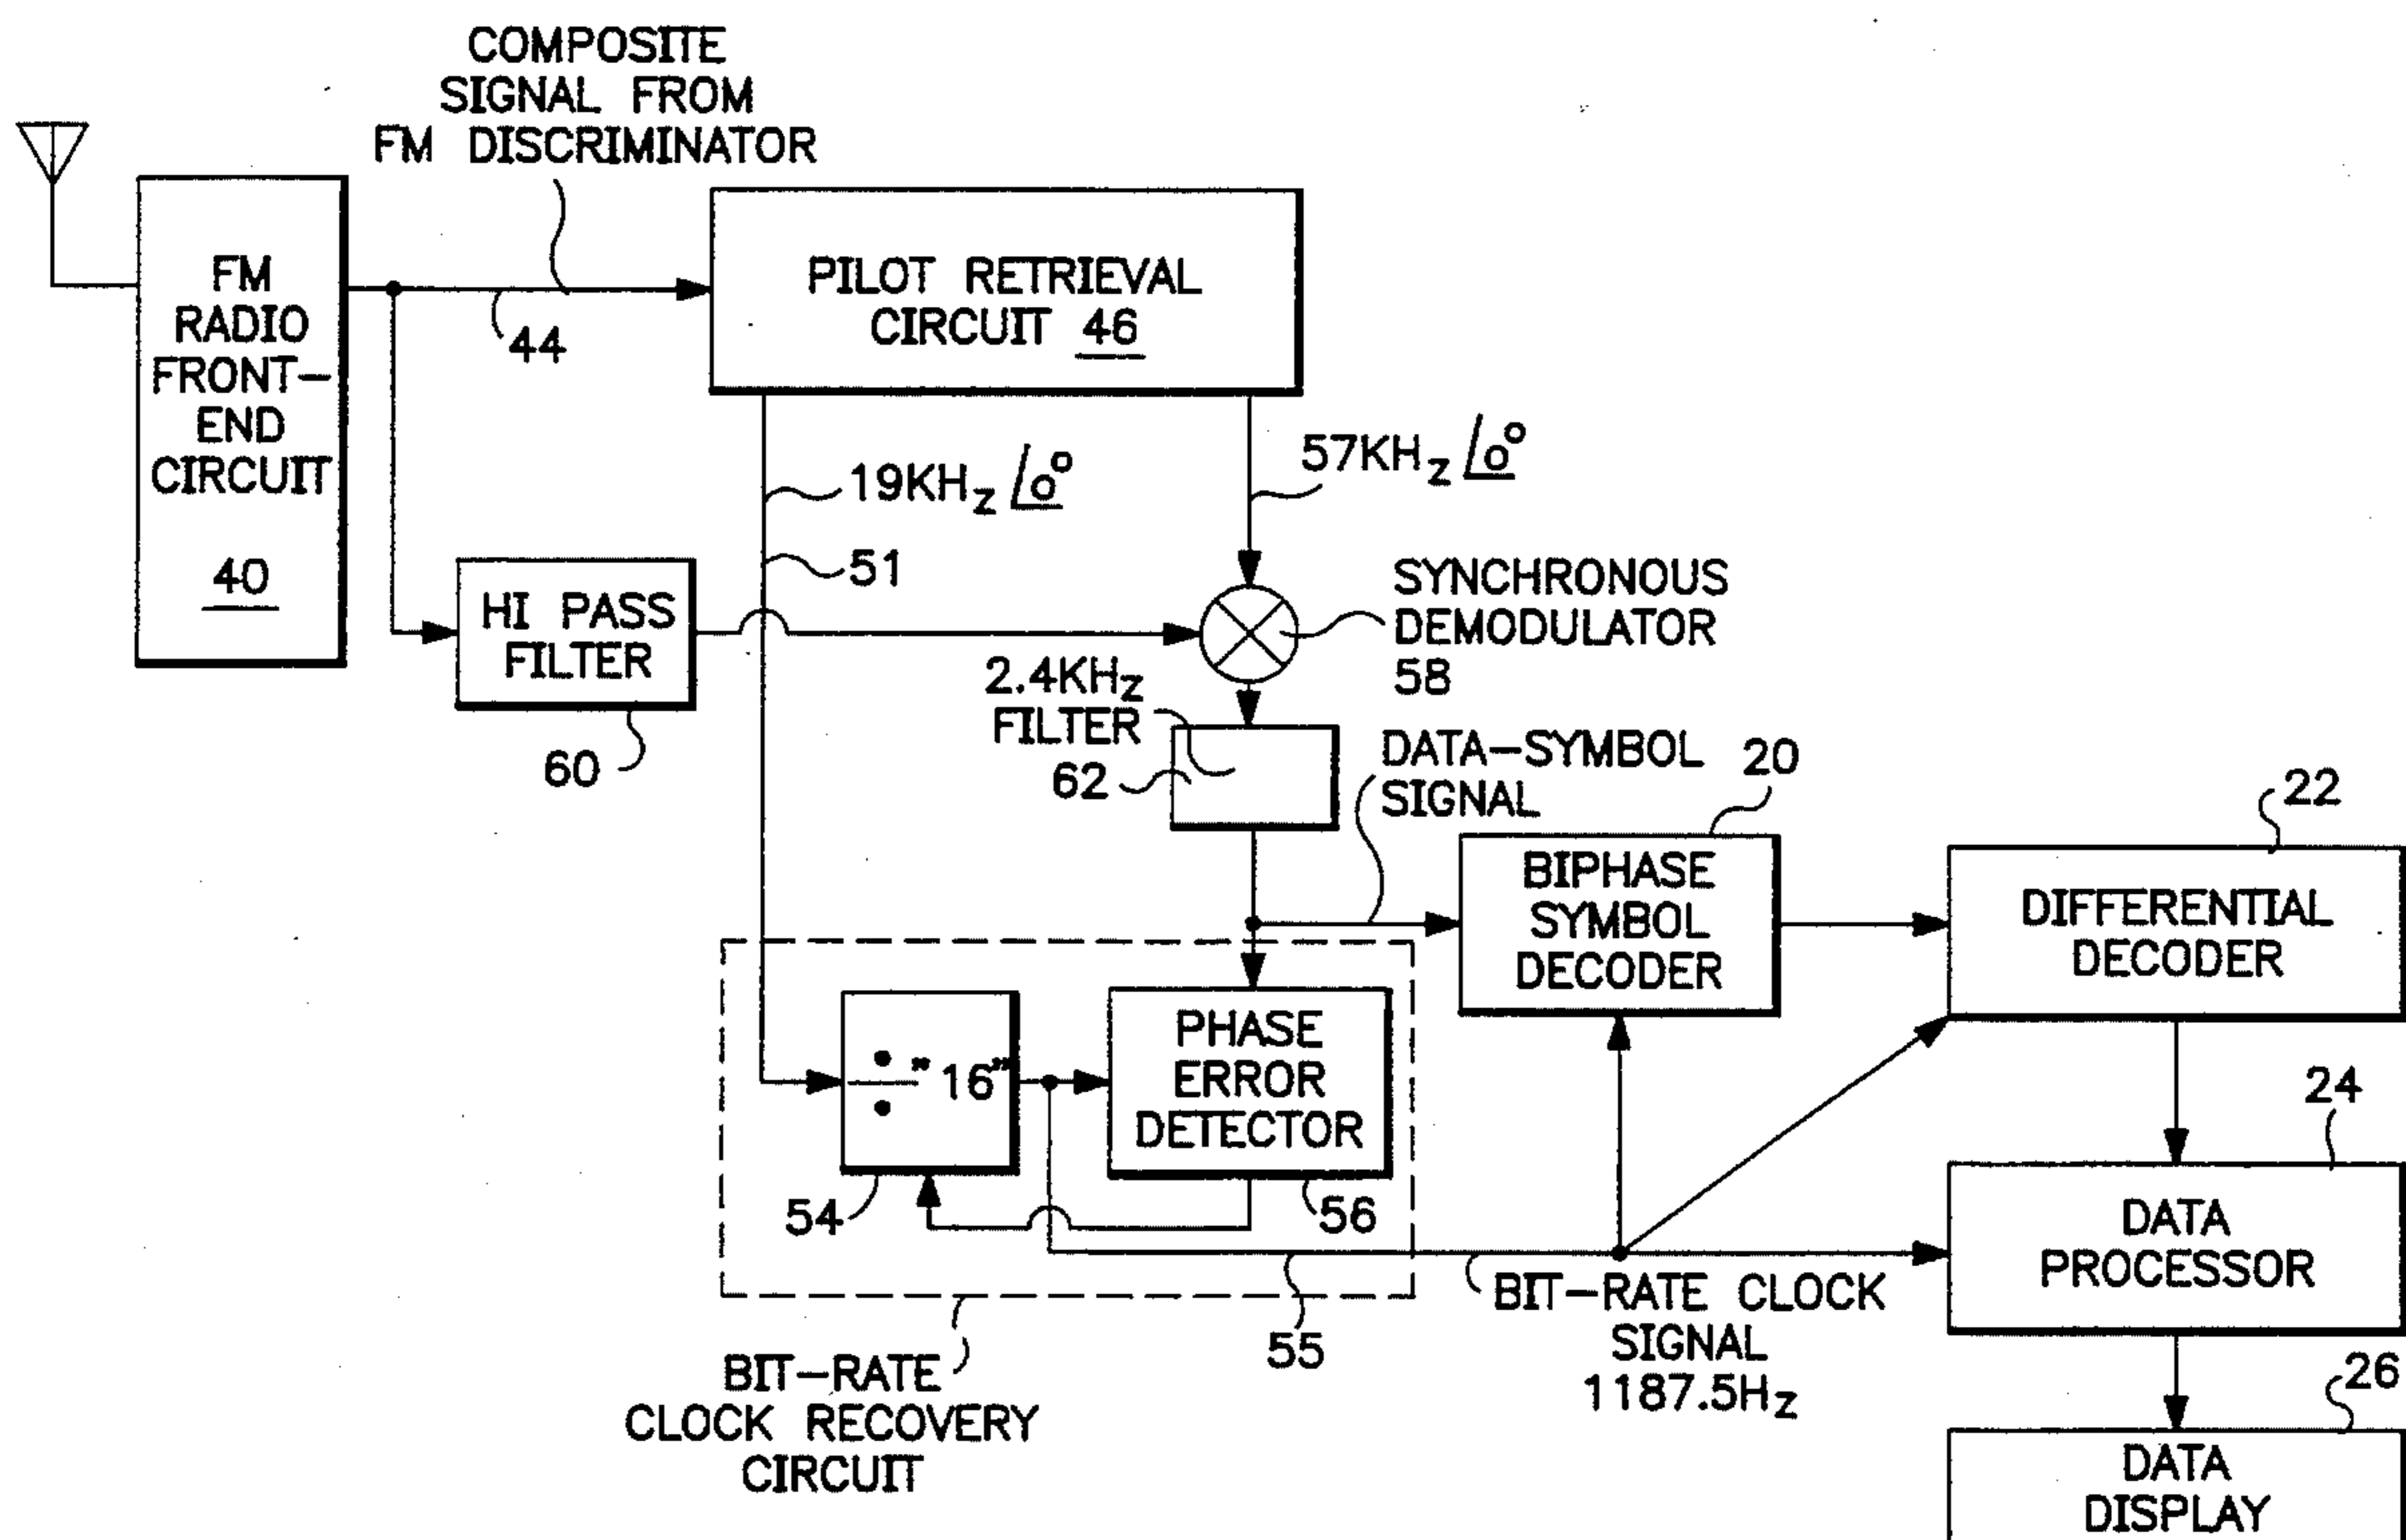 COMPOSITE
SIGNAL FROM
FM DISCRIMINATOR
FM
RADIO
FRONT-
END
CIRCUIT
40
44
PILOT RETRIEVAL
CIRCUIT 46
19KHz /0°
57KHz /0°
51
HI PASS
FILTER
60
SYNCHRONOUS
DEMODULATOR
58
2.4KHz
FILTER
62
DATA-SYMBOL
SIGNAL
20
BIPHASE
SYMBOL
DECODER
22
DIFFERENTIAL
DECODER
÷ "16"
54
PHASE
ERROR
DETECTOR
56
24
DATA
PROCESSOR
55
BIT-RATE CLOCK
SIGNAL
1187.5Hz
BIT-RATE
CLOCK RECOVERY
CIRCUIT
26
DATA
DISPLAY